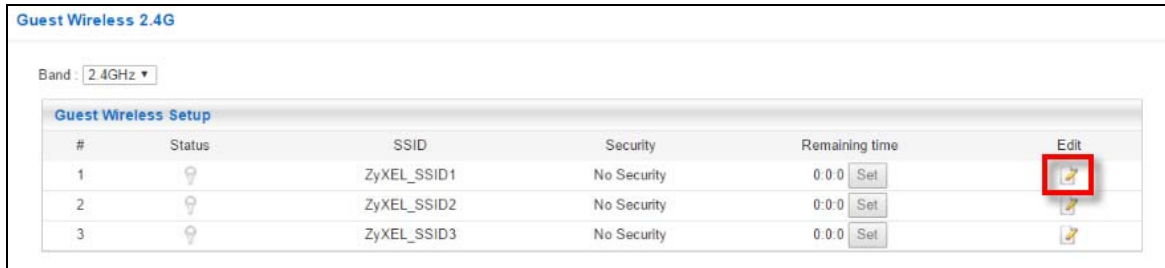 Guest Wireless 2.4G
Band : 2.4GHz
Guest Wireless Setup
# Status SSID Security Remaining time Edit
1 ZyXEL_SSID1 No Security 0:0:0 Set
2 ZyXEL_SSID2 No Security 0:0:0 Set
3 ZyXEL_SSID3 No Security 0:0:0 Set